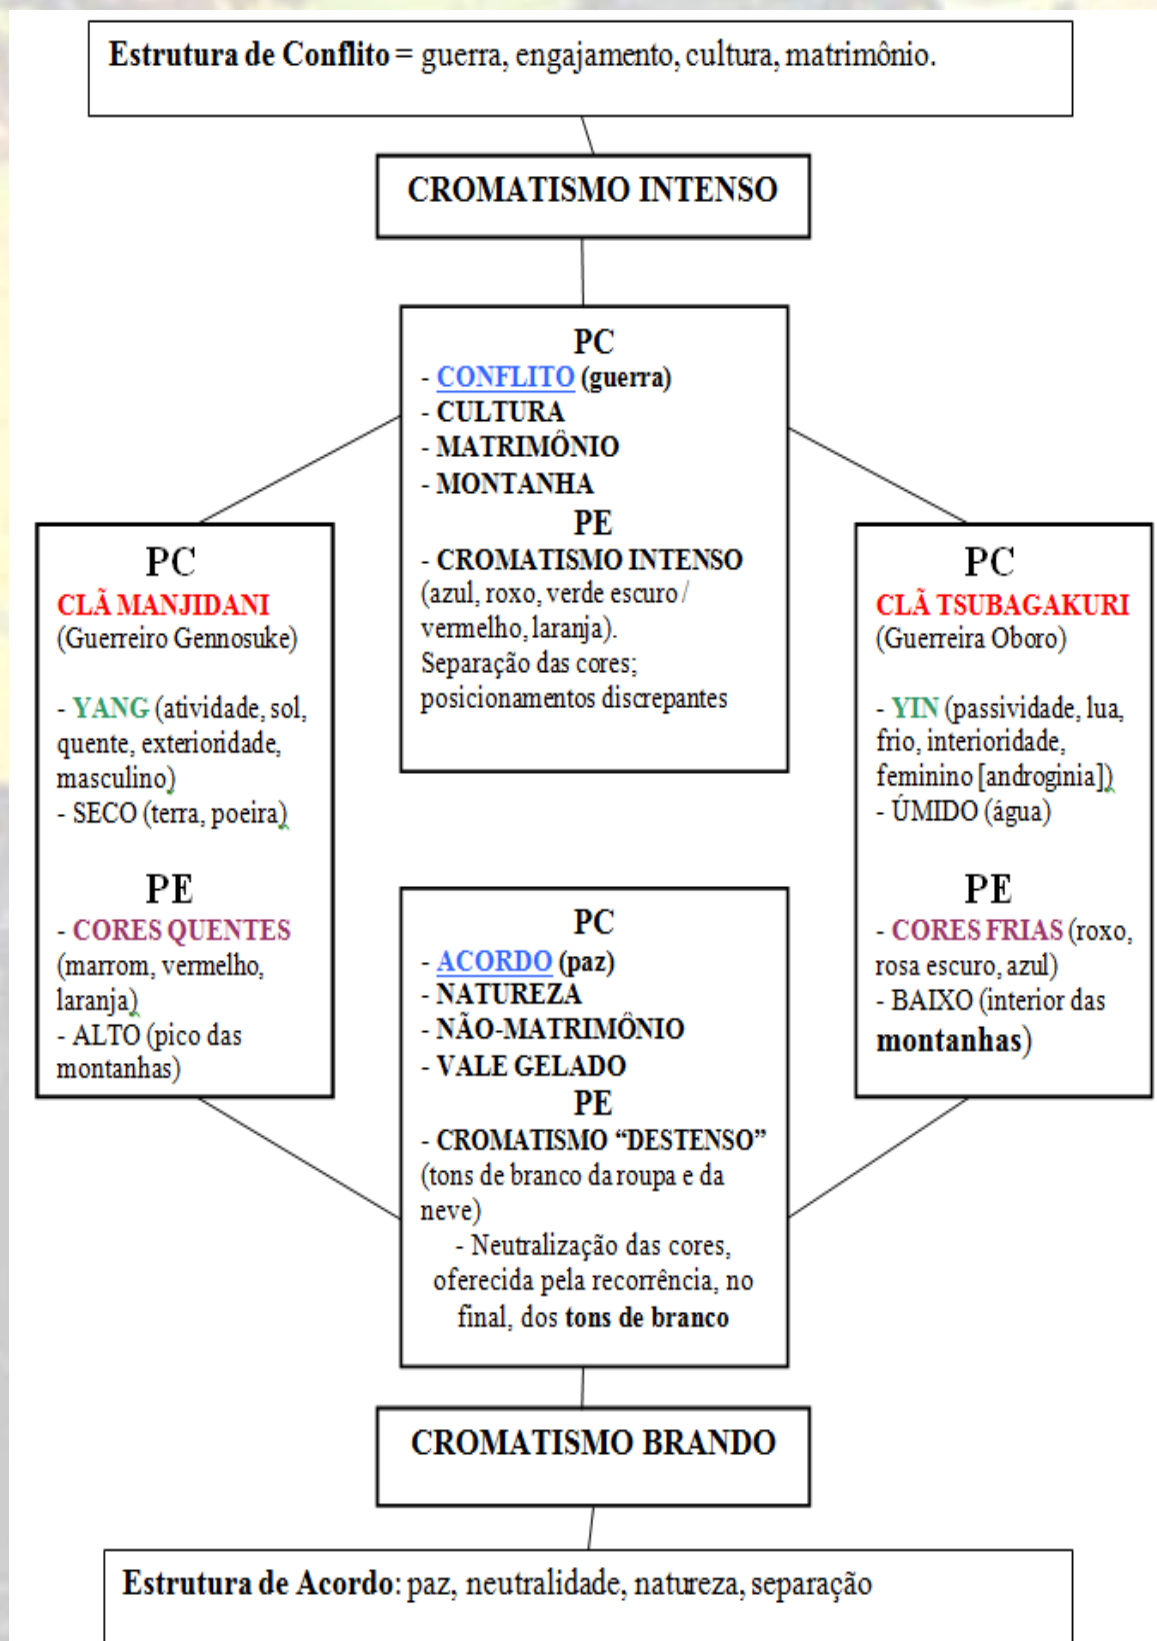 Estrutura de Conflito = guerra, engajamento, cultura, matrimônio.
CROMATISMO INTENSO
PC
- CONFLITO (guerra)
- CULTURA
- MATRIMÔNIO
- MONTANHA
PE
- CROMATISMO INTENSO
(azul, roxo, verde escuro /
vermelho, laranja).
Separação das cores;
posicionamentos discrepantes
PC
CLÃ MANJIDANI
(Guerreiro Gennosuke)
- YANG (atividade, sol,
quente, exterioridade,
masculino)
- SECO (terra, poeira)
PE
- CORES QUENTES
(marrom, vermelho,
laranja)
- ALTO (pico das
montanhas)
PC
CLÃ TSUBAGAKURI
(Guerreira Oboro)
- YIN (passividade, lua,
frio, interioridade,
feminino [androginia])
- ÚMIDO (água)
PE
- CORES FRIAS (roxo,
rosa escuro, azul)
- BAIXO (interior das
montanhas)
PC
- ACORDO (paz)
- NATUREZA
- NÃO-MATRIMÔNIO
- VALE GELADO
PE
- CROMATISMO “DESTENSO”
(tons de branco da roupa e da
neve)
- Neutralização das cores,
oferecida pela recorrência, no
final, dos tons de branco
CROMATISMO BRANDO
Estrutura de Acordo: paz, neutralidade, natureza, separação